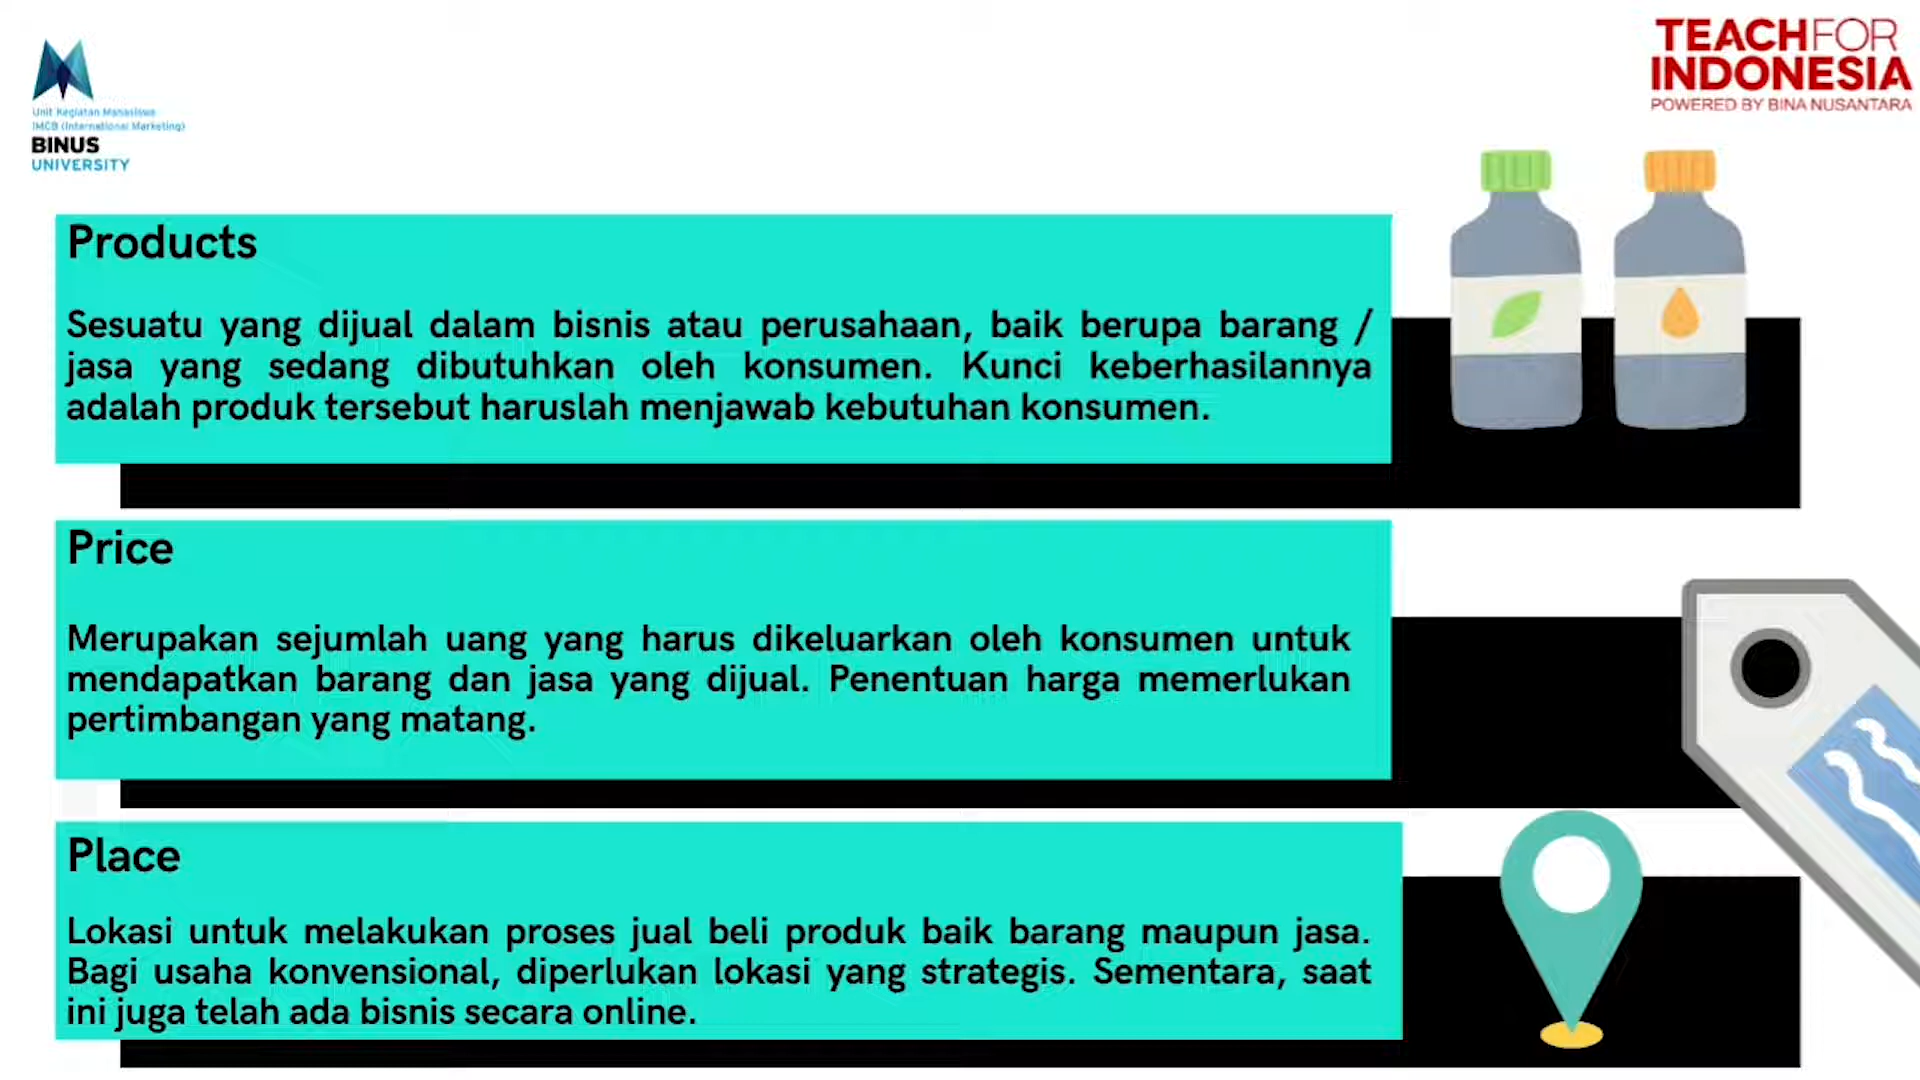 Unit Kegiatan Mahasiswa
IMCB (International Marketing)
BINUS
UNIVERSITY
TEACHFOR
INDONESIA
POWERED BY BINA NUSANTARA
Products
Sesuatu yang dijual dalam bisnis atau perusahaan, baik berupa barang /
jasa yang sedang dibutuhkan oleh konsumen. Kunci keberhasilannya
adalah produk tersebut haruslah menjawab kebutuhan konsumen.
Price
Merupakan sejumlah uang yang harus dikeluarkan oleh konsumen untuk
mendapatkan barang dan jasa yang dijual. Penentuan harga memerlukan
pertimbangan yang matang.
Place
Lokasi untuk melakukan proses jual beli produk baik barang maupun jasa.
Bagi usaha konvensional, diperlukan lokasi yang strategis. Sementara, saat
ini juga telah ada bisnis secara online.